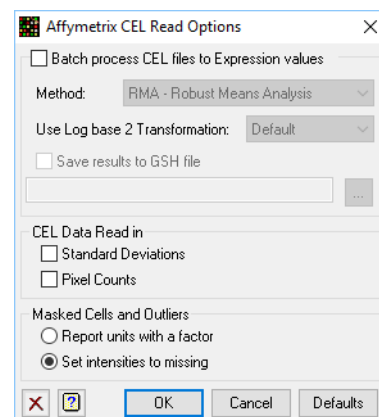 Affymetrix CEL Read Options
Batch process CEL files to Expression values
Method: RMA - Robust Means Analysis
Use Log base 2 Transformation: Default
Save results to GSH file
...
CEL Data Read in
Standard Deviations
Pixel Counts
Masked Cells and Outliers
Report units with a factor
Set intensities to missing
? OK Cancel Defaults